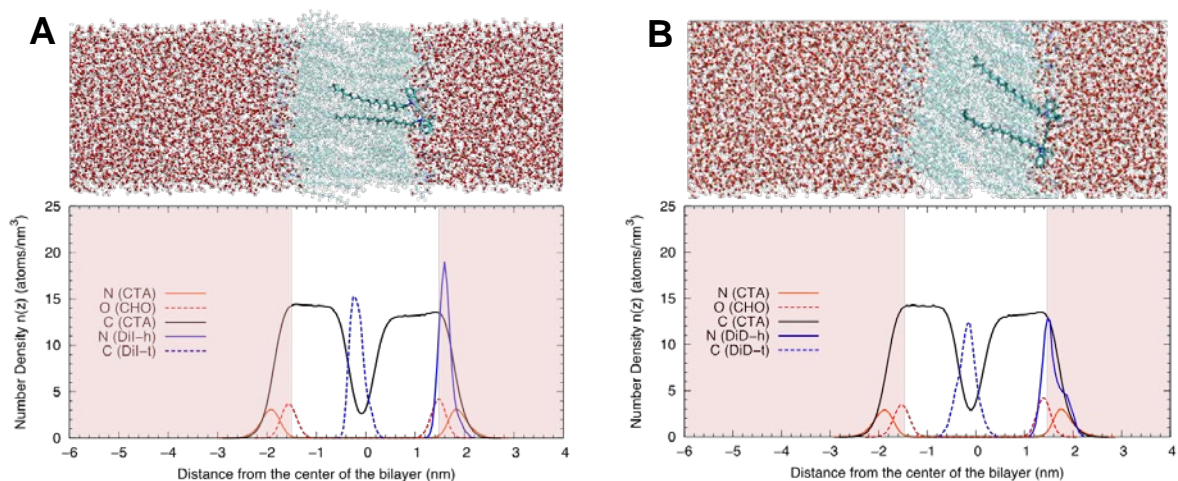 A
25
20
15
10
5
0
Number Density n(z) (atoms/nm³)
N (CTA)
O (CHO)
C (CTA)
N (DiI−h)
C (DiI−t)
−6 −5 −4 −3 −2 −1 0 1 2 3 4
Distance from the center of the bilayer (nm)
B
25
20
15
10
5
0
Number Density n(z) (atoms/nm³)
N (CTA)
O (CHO)
C (CTA)
N (DiD−h)
C (DiD−t)
−6 −5 −4 −3 −2 −1 0 1 2 3 4
Distance from the center of the bilayer (nm)